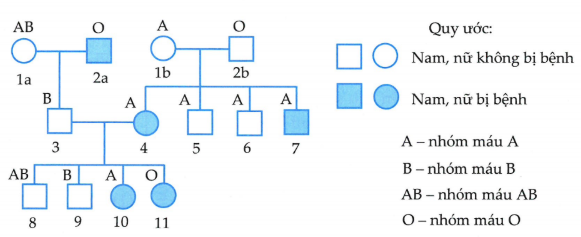 AB O A O
1a 2a 1b 2b
B A A A A
3 4 5 6 7
AB B A O
8 9 10 11
Quy ước:
Nam, nữ không bị bệnh
Nam, nữ bị bệnh
A – nhóm máu A
B – nhóm máu B
AB – nhóm máu AB
O – nhóm máu O